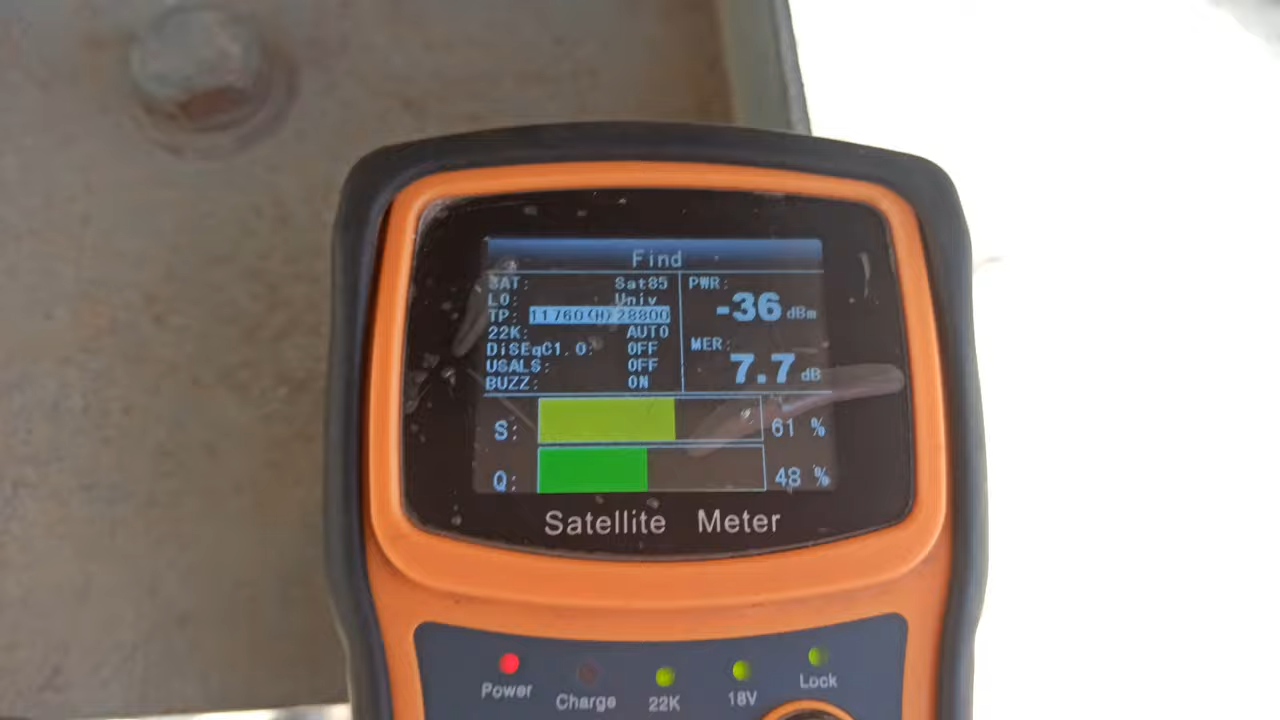 Find
SAT: Sat85
LO: Univ
TP: 11760(H)28800
22K: AUTO
DiSEqC1.0: OFF
USALS: OFF
BUZZ: ON
PWR:
-36 dBm
MER:
7.7 dB
S: 61 %
Q: 48 %
Satellite Meter
Power
Charge
22K
18V
Lock